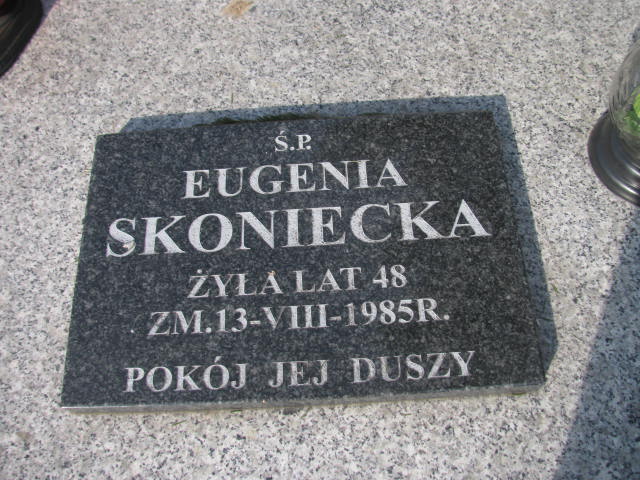 Ś.P.
EUGENIA
SKONIECKA
ŻYŁA LAT 48
ZM.13-VIII-1985R.
POKÓJ JEJ DUSZY